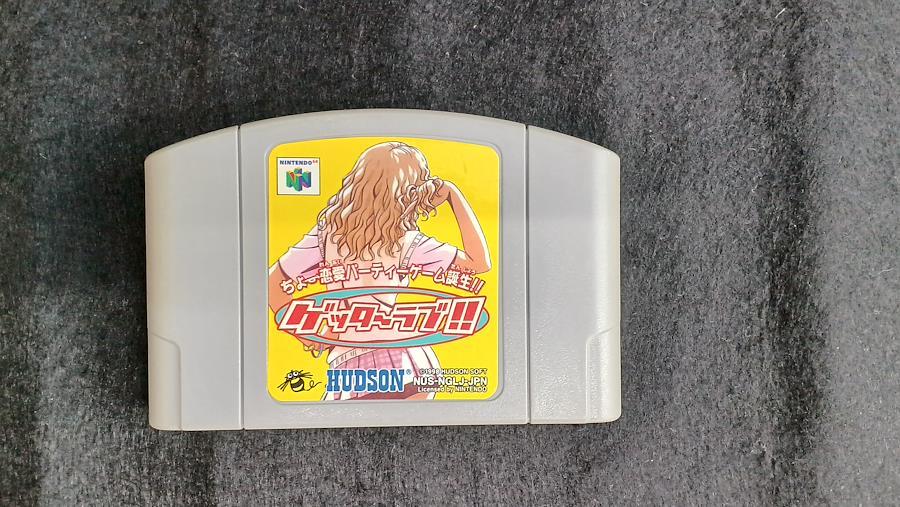 NINTENDO64
ちょ～恋愛パーティーゲーム誕生!!
ゲッターラブ!!
HUDSON®
©1998 HUDSON SOFT
NUS-NGLJ-JPN
Licensed by NINTENDO